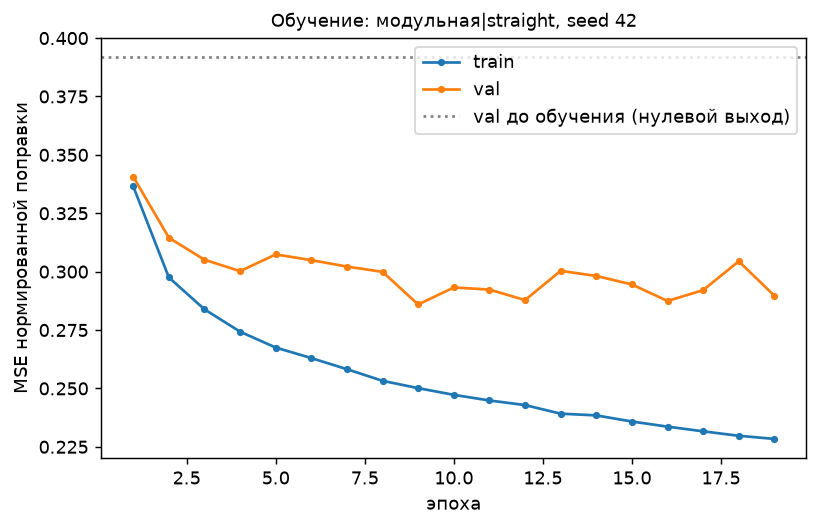 Обучение: модульная|straight, seed 42
MSE нормированной поправки
0.400
0.375
0.350
0.325
0.300
0.275
0.250
0.225
train
val
val до обучения (нулевой выход)
2.5 5.0 7.5 10.0 12.5 15.0 17.5
эпоха